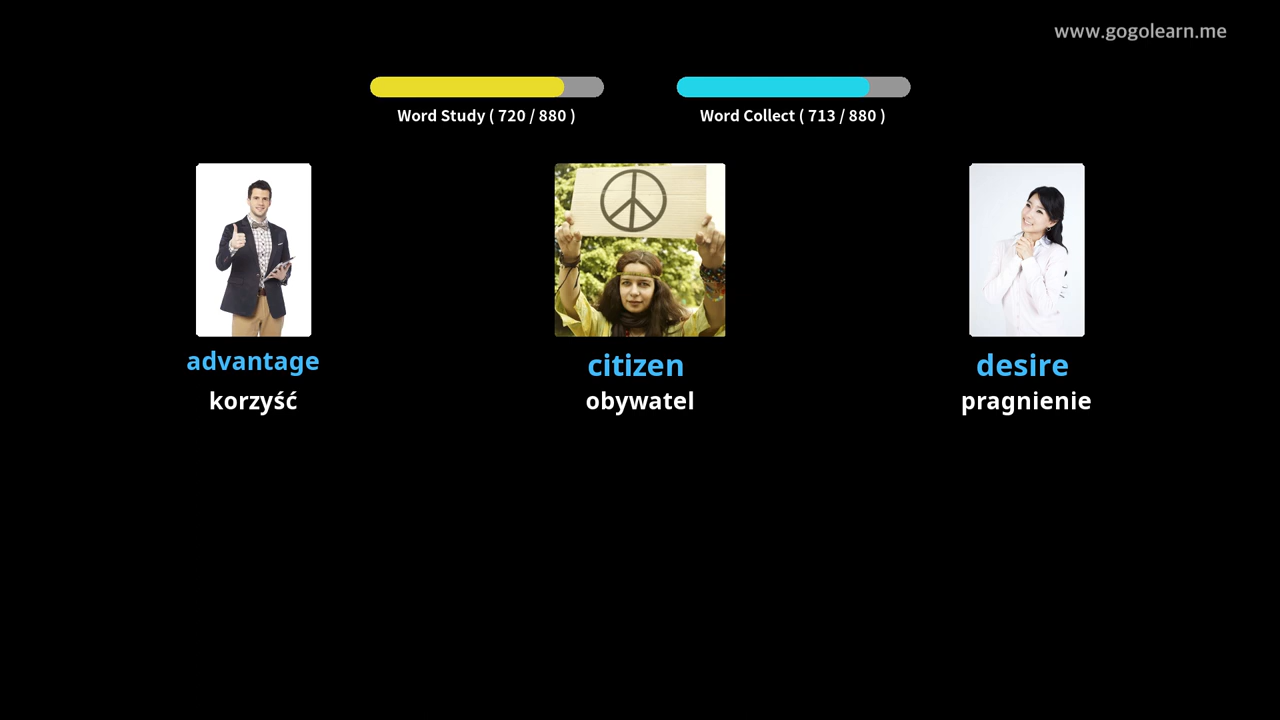 www.gogolearn.me
Word Study ( 720 / 880 )
Word Collect ( 713 / 880 )
advantage
korzyść
citizen
obywatel
desire
pragnienie